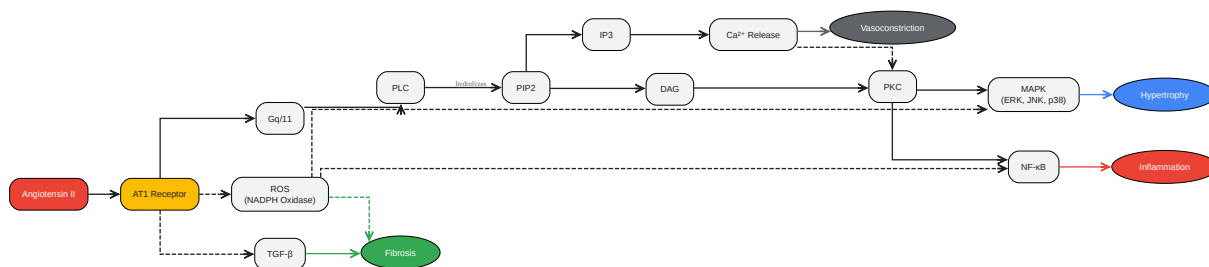 Vasoconstriction
IP3
Ca²⁺ Release
PLC
hydrolyzes
PIP2
DAG
PKC
MAPK
(ERK, JNK, p38)
Hypertrophy
Gq/11
NF-κB
Inflammation
Angiotensin II
AT1 Receptor
ROS
(NADPH Oxidase)
TGF-β
Fibrosis